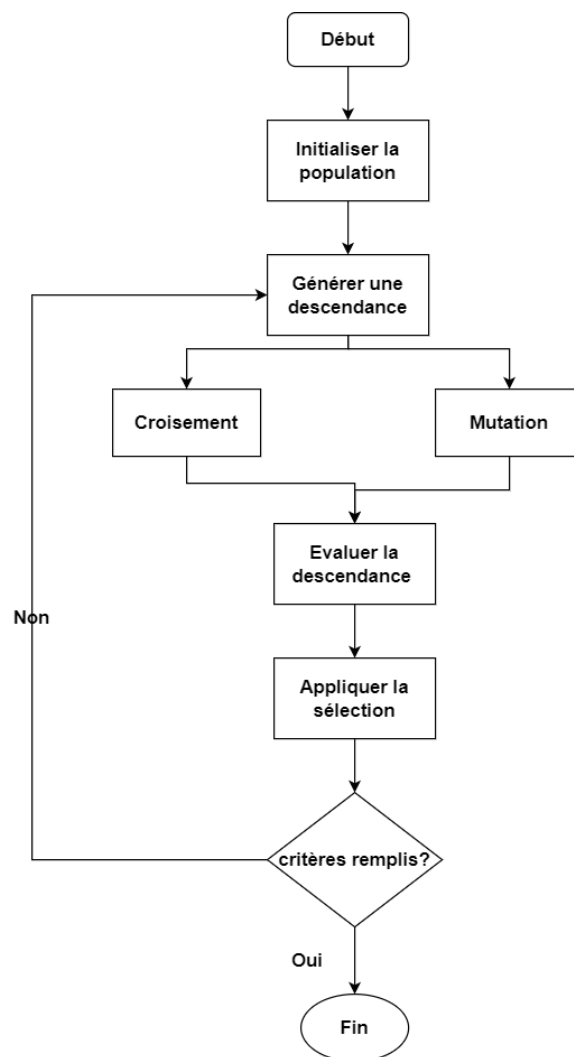 Début
Initialiser la
population
Générer une
descendance
Croisement
Mutation
Evaluer la
descendance
Non
Appliquer la
sélection
critères remplis?
Oui
Fin